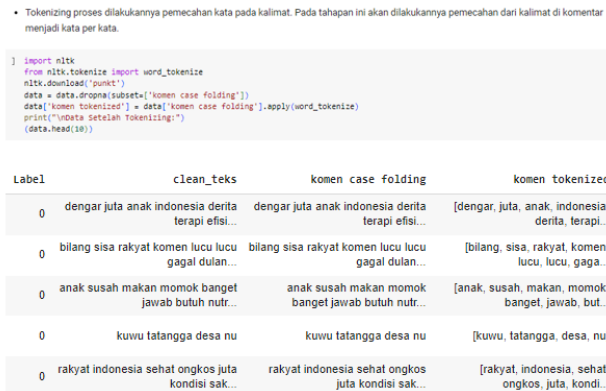 Tokenizing proses dilakukannya pemecahan kata pada kalimat. Pada tahapan ini akan dilakukannya pemecahan dari kalimat di komentar
menjadi kata per kata.
] import nltk
from nltk.tokenize import word_tokenize
nltk.download('punkt')
data = data.dropna(subset=['komen case folding'])
data['komen tokenized'] = data['komen case folding'].apply(word_tokenize)
print("\nData Setelah Tokenizing:")
(data.head(10))
Label clean_teks komen case folding komen tokenized
0 dengar juta anak indonesia derita terapi efisi... dengar juta anak indonesia derita terapi efisi... [dengar, juta, anak, indonesia derita, terapi...
0 bilang sisa rakyat komen lucu lucu gagal dulan... bilang sisa rakyat komen lucu lucu gagal dulan... [bilang, sisa, rakyat, komen lucu, lucu, gaga...
0 anak susah makan momok banget jawab butuh nutr... anak susah makan momok banget jawab butuh nutr... [anak, susah, makan, momok banget, jawab, but...
0 kuwu tatangga desa nu kuwu tatangga desa nu [kuwu, tatangga, desa, nu
0 rakyat indonesia sehat ongkos juta kondisi sak... rakyat indonesia sehat ongkos juta kondisi sak... [rakyat, indonesia, sehat ongkos, juta, kondi...